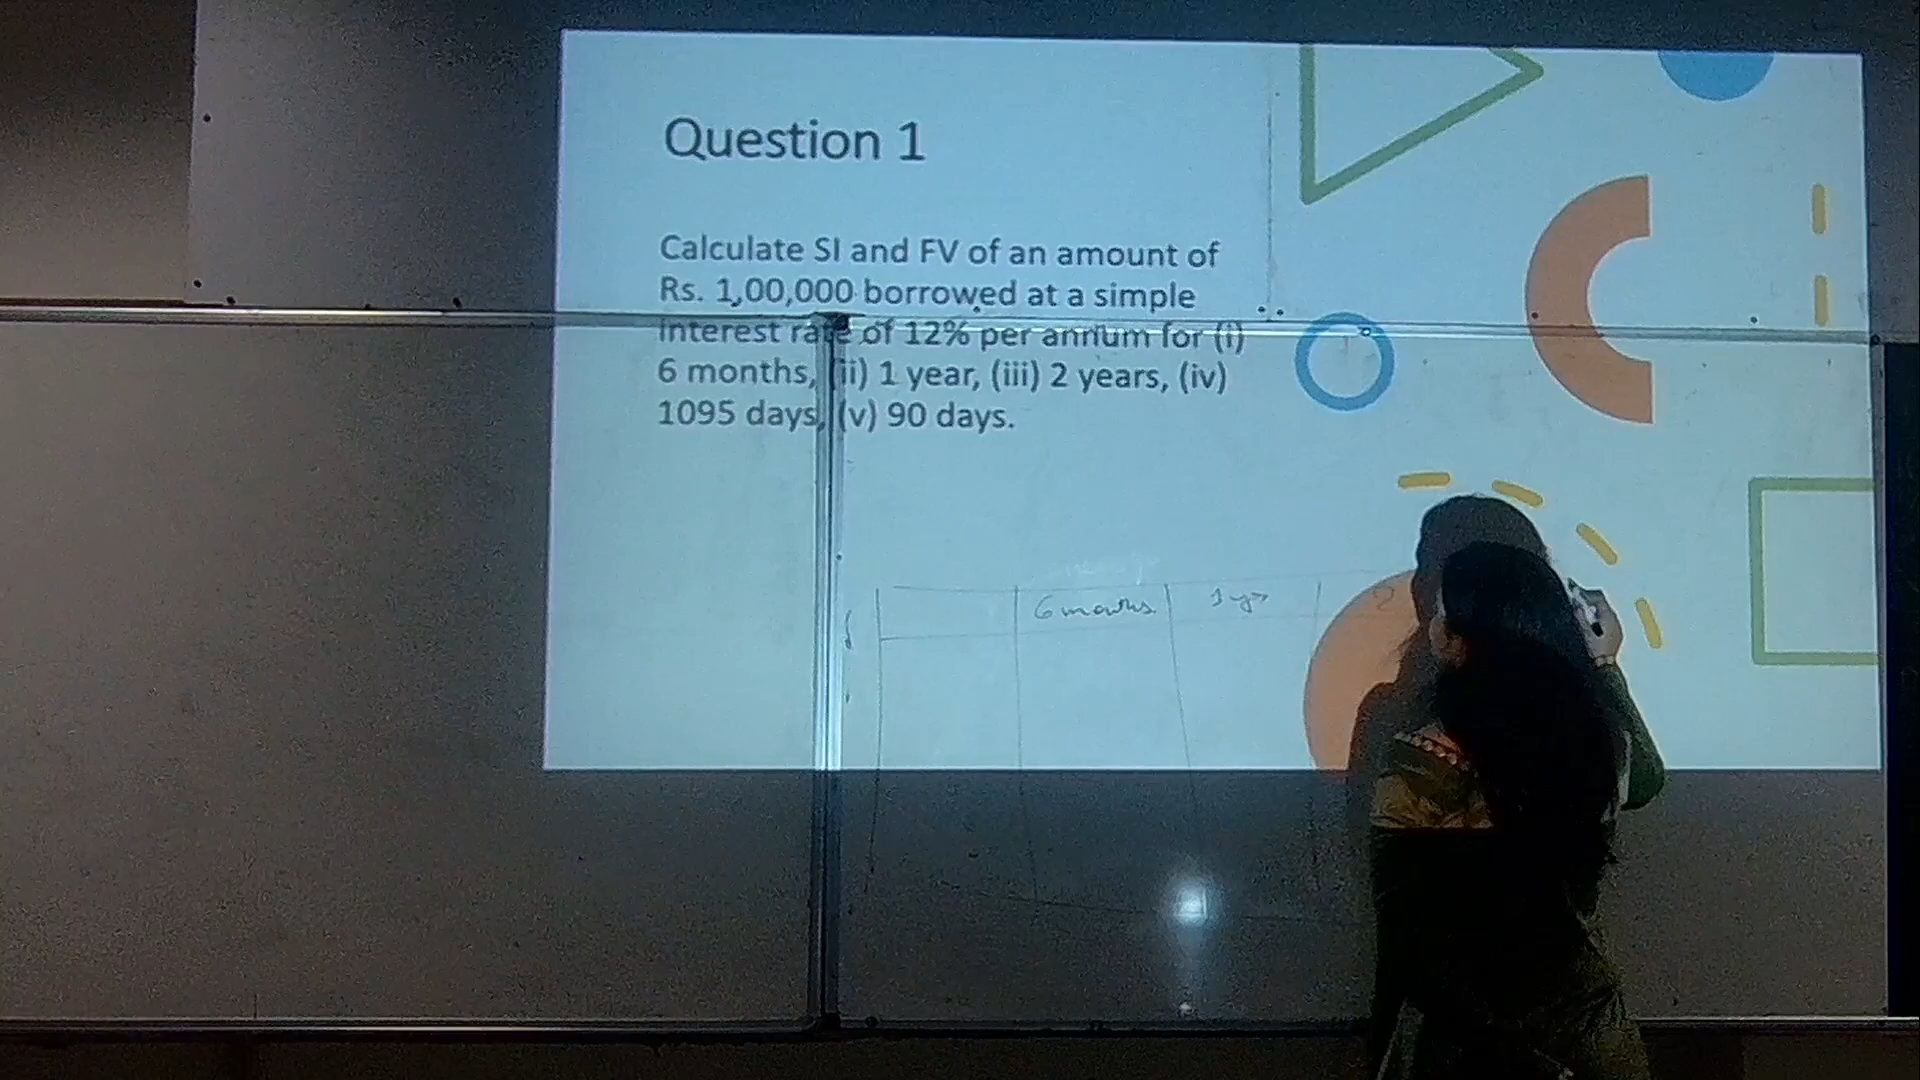 Question 1
Calculate SI and FV of an amount of
Rs. 1,00,000 borrowed at a simple
interest rate of 12% per annum for (i)
6 months, (ii) 1 year, (iii) 2 years, (iv)
1095 days, (v) 90 days.
6 months. 1 yr 2